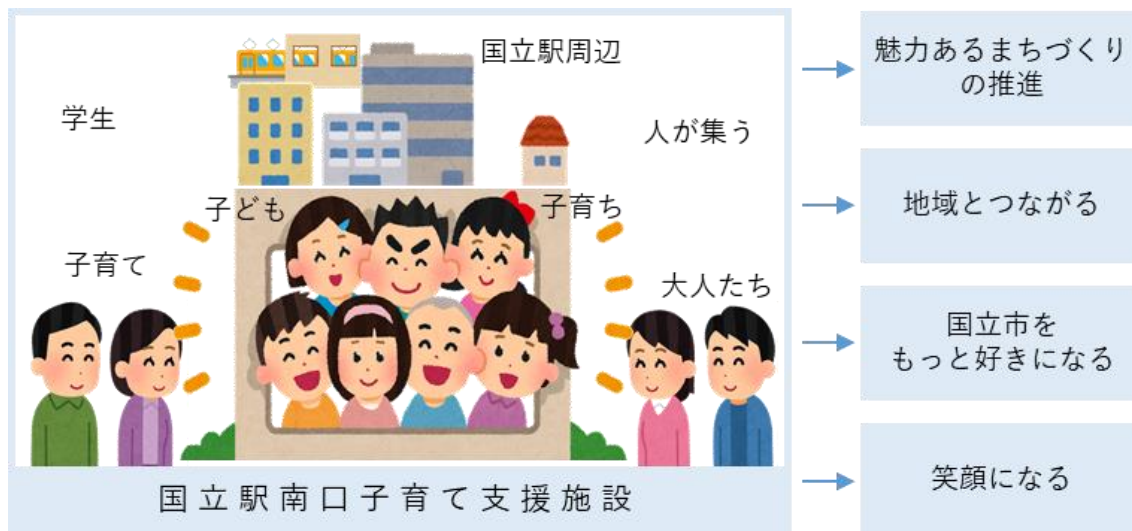 国立駅周辺
学生
人が集う
子ども
子育ち
子育て
大人たち
国立駅南口子育て支援施設
魅力あるまちづくり
の推進
地域とつながる
国立市を
もっと好きになる
笑顔になる